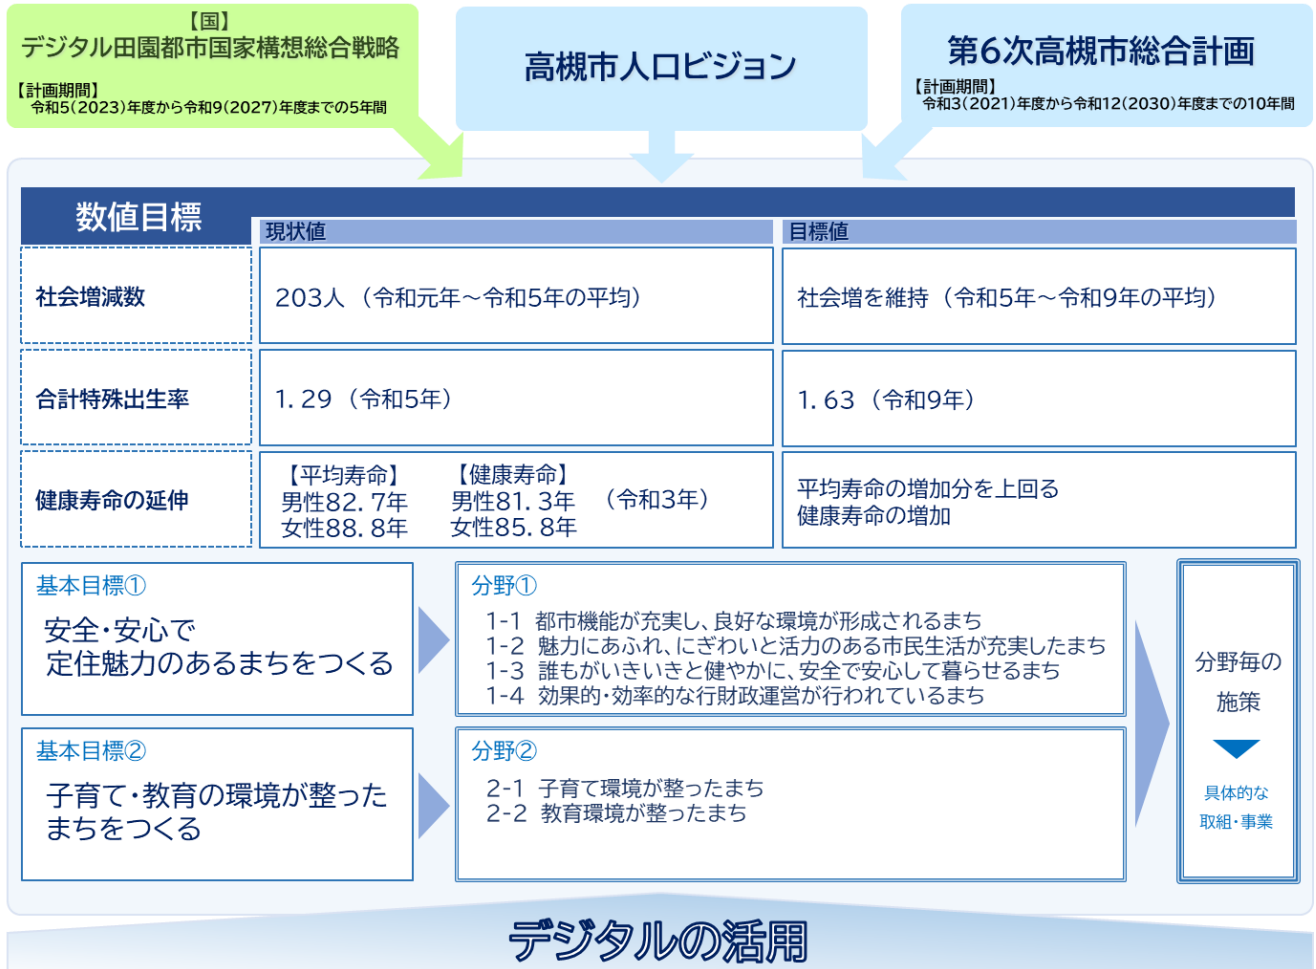 【国】
デジタル田園都市国家構想総合戦略
【計画期間】
令和5(2023)年度から令和9(2027)年度までの5年間
高槻市人口ビジョン
第6次高槻市総合計画
【計画期間】
令和3(2021)年度から令和12(2030)年度までの10年間
数値目標
現状値
目標値
社会増減数
203人（令和元年～令和5年の平均）
社会増を維持（令和5年～令和9年の平均）
合計特殊出生率
1．29（令和5年）
1．63（令和9年）
健康寿命の延伸
【平均寿命】 【健康寿命】
男性82．7年 男性81．3年 （令和3年）
女性88．8年 女性85．8年
平均寿命の増加分を上回る
健康寿命の増加
基本目標①
安全・安心で
定住魅力のあるまちをつくる
分野①
1-1 都市機能が充実し、良好な環境が形成されるまち
1-2 魅力にあふれ、にぎわいと活力のある市民生活が充実したまち
1-3 誰もがいきいきと健やかに、安全で安心して暮らせるまち
1-4 効果的・効率的な行財政運営が行われているまち
基本目標②
子育て・教育の環境が整った
まちをつくる
分野②
2-1 子育て環境が整ったまち
2-2 教育環境が整ったまち
分野毎の
施策
具体的な
取組・事業
デジタルの活用